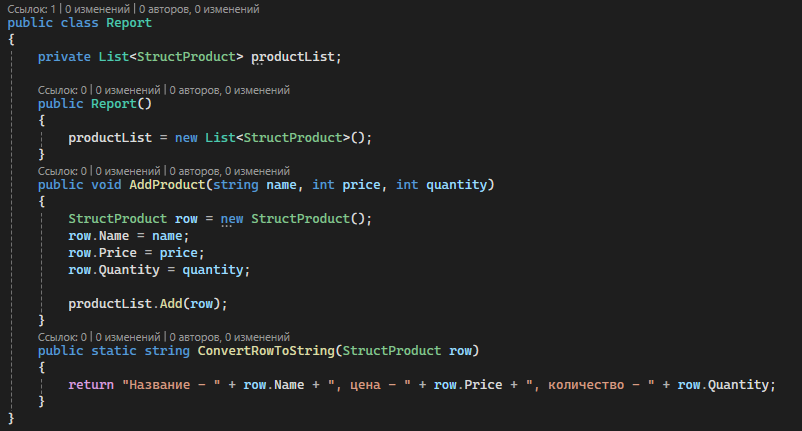 Ссылок: 1 | 0 изменений | 0 авторов, 0 изменений
public class Report
{
private List<StructProduct> productList;
Ссылок: 0 | 0 изменений | 0 авторов, 0 изменений
public Report()
{
productList = new List<StructProduct>();
}
Ссылок: 0 | 0 изменений | 0 авторов, 0 изменений
public void AddProduct(string name, int price, int quantity)
{
StructProduct row = new StructProduct();
row.Name = name;
row.Price = price;
row.Quantity = quantity;
productList.Add(row);
}
Ссылок: 0 | 0 изменений | 0 авторов, 0 изменений
public static string ConvertRowToString(StructProduct row)
{
return "Название - " + row.Name + ", цена - " + row.Price + ", количество - " + row.Quantity;
}
}